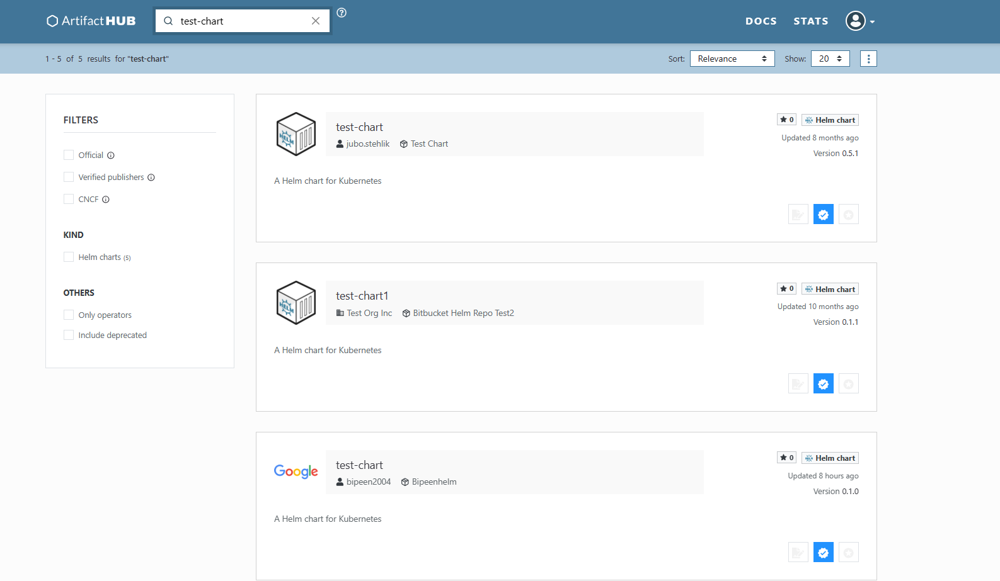 ArtifactHUB
test-chart
DOCS
STATS
1 - 5 of 5 results for "test-chart"
Sort:
Relevance
Show:
20
FILTERS
Official
Verified publishers
CNCF
KIND
Helm charts (5)
OTHERS
Only operators
Include deprecated
HELM
test-chart
jubo.stehlik Test Chart
0 Helm chart
Updated 8 months ago
Version 0.5.1
A Helm chart for Kubernetes
HELM
test-chart1
Test Org Inc Bitbucket Helm Repo Test2
0 Helm chart
Updated 10 months ago
Version 0.1.1
A Helm chart for Kubernetes
Google
test-chart
bipeen2004 Bipeenhelm
0 Helm chart
Updated 8 hours ago
Version 0.1.0
A Helm chart for Kubernetes